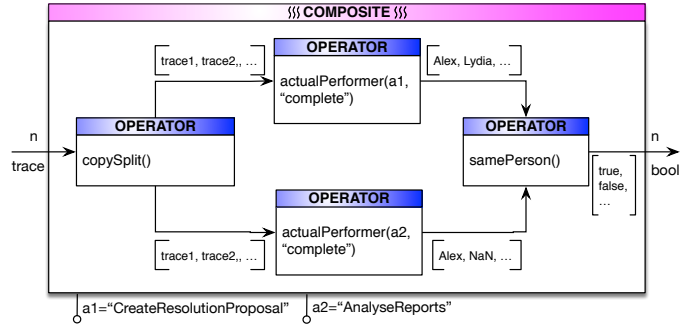 ⦚⦚⦚ COMPOSITE ⦚⦚⦚
OPERATOR
trace1, trace2,, …
actualPerformer(a1,
“complete”)
Alex, Lydia, …
n
trace
OPERATOR
copySplit()
OPERATOR
samePerson()
n
bool
true,
false,
…
OPERATOR
actualPerformer(a2,
“complete”)
trace1, trace2,, …
Alex, NaN, …
a1=“CreateResolutionProposal”
a2=“AnalyseReports”